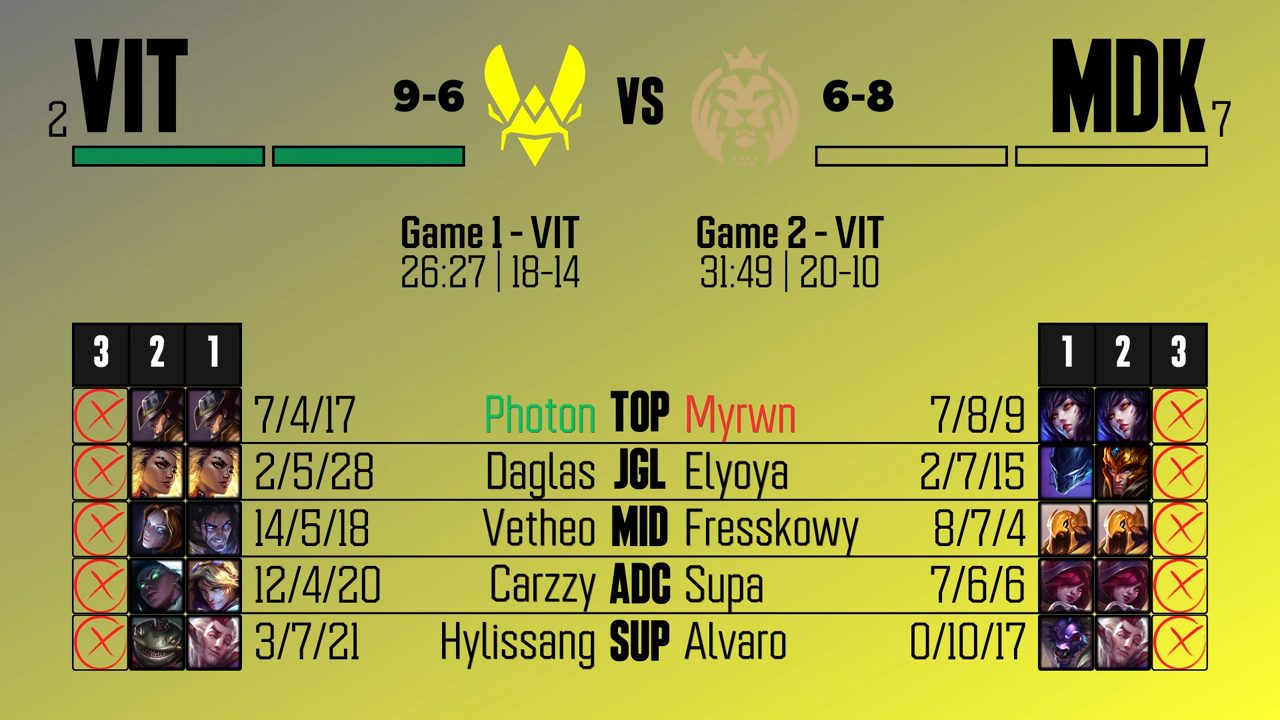 VIT 9-6 VS 6-8 MDK
2 7
Game 1 - VIT Game 2 - VIT
26:27 | 18-14 31:49 | 20-10
3 2 1 1 2 3
7/4/17 Photon TOP Myrwn 7/8/9
2/5/28 Daglas JGL Elyoya 2/7/15
14/5/18 Vetheo MID Fresskowy 8/7/4
12/4/20 Carzzy ADC Supa 7/6/6
3/7/21 Hylissang SUP Alvaro 0/10/17